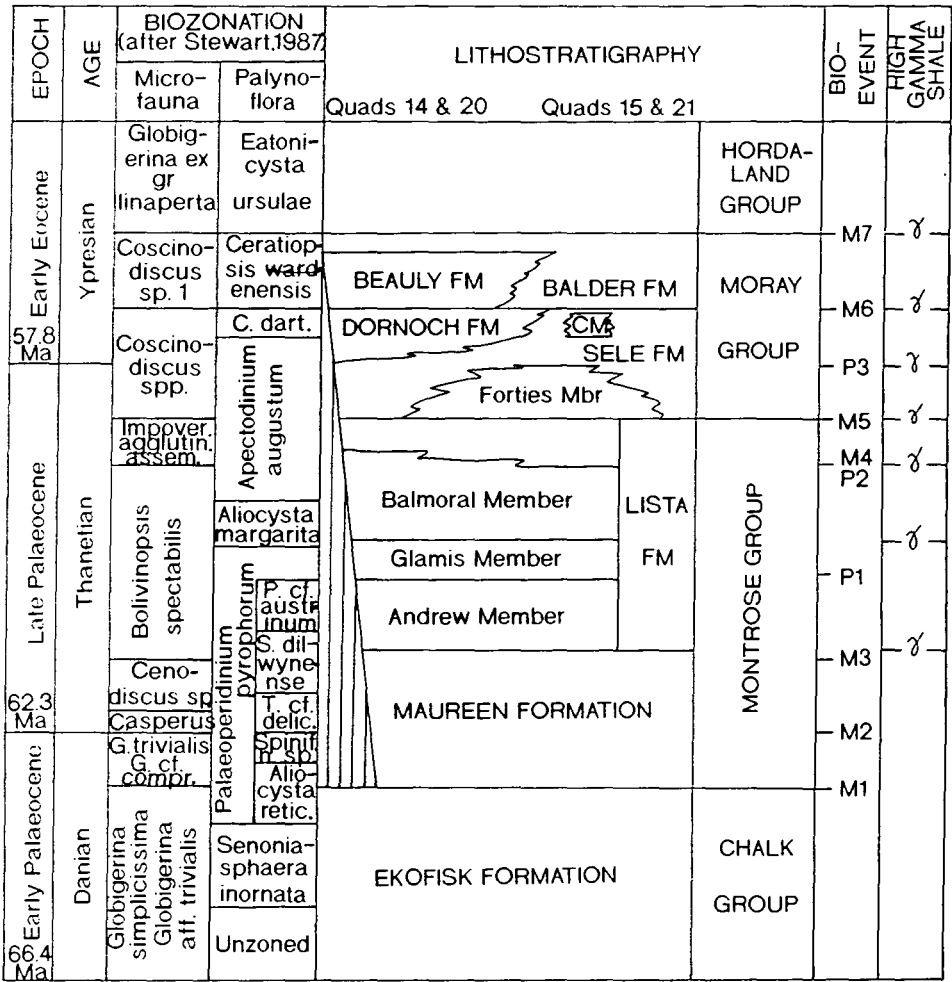 EPOCH
AGE
BIOZONATION
(after Stewart,1987)
Micro-
fauna
Palyno-
flora
LITHOSTRATIGRAPHY
Quads 14 & 20
Quads 15 & 21
BIO-
EVENT
HIGH
GAMMA
SHALE
Early Eocene
57.8
Ma
Late Palaeocene
62.3
Ma
Early Palaeocene
66.4
Ma
Ypresian
Thanetian
Danian
Globig-
erina ex
gr
linaperta
Coscino-
discus
sp. 1
Coscino-
discus
spp.
Impover.
agglutin.
assem.
Bolivinopsis
spectabilis
Ceno-
discus sp
Casperus
G. trivialis
G. cf.
compr.
Globigerina
simplicissima
Globigerina
aff. trivialis
Eatoni-
cysta
ursulae
Ceratiop-
sis ward
enensis
C. dart.
Apectodinium
augustum
Aliocysta
margarita
Palaeoperidinium
pyrophorum
P. cf.
austr
inum
S. dil-
wyne-
nse
T. cf.
delic.
Spinif.
n. sp.
Alio-
cysta
retic.
Senonia-
sphaera
inornata
Unzoned
BEAULY FM
BALDER FM
DORNOCH FM
CM
SELE FM
Forties Mbr
Balmoral Member
Glamis Member
Andrew Member
LISTA
FM
MAUREEN FORMATION
EKOFISK FORMATION
HORDA-
LAND
GROUP
MORAY
GROUP
MONTROSE GROUP
CHALK
GROUP
M7
M6
P3
M5
M4
P2
P1
M3
M2
M1
γ
γ
γ
γ
γ
γ
γ